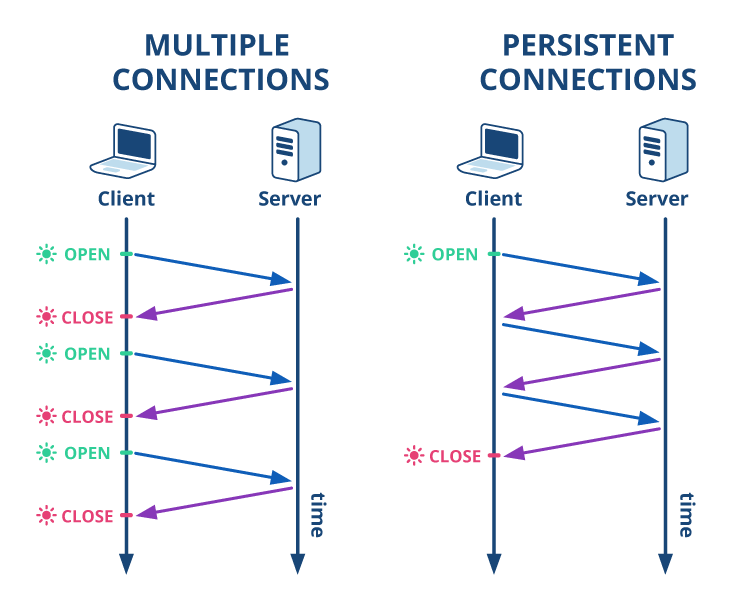 MULTIPLE
CONNECTIONS
Client
Server
OPEN
CLOSE
OPEN
CLOSE
OPEN
CLOSE
time
PERSISTENT
CONNECTIONS
Client
Server
OPEN
CLOSE
time